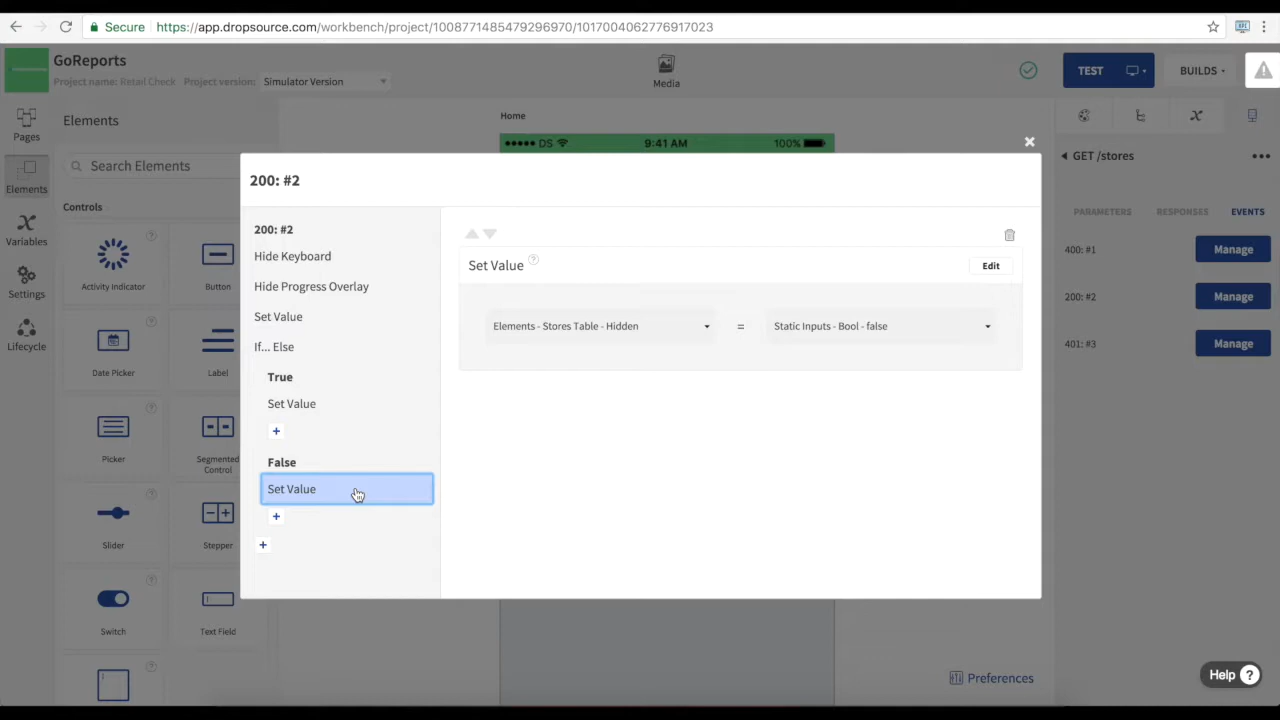 Secure
https://app.dropsource.com/workbench/project/1008771485479296970/1017004062776917023
GoReports
Project name: Retail Check
Project version:
Simulator Version
Media
TEST
BUILDS
Pages
Elements
Variables
Settings
Lifecycle
Elements
Search Elements
Controls
Activity Indicator
Button
Date Picker
Label
Picker
Segmented
Control
Slider
Stepper
Switch
Text Field
Home
DS
9:41 AM
100%
200: #2
200: #2
Hide Keyboard
Hide Progress Overlay
Set Value
If... Else
True
Set Value
+
False
Set Value
+
+
Set Value ?
Edit
Elements - Stores Table - Hidden
=
Static Inputs - Bool - false
GET /stores
PARAMETERS
RESPONSES
EVENTS
400: #1
Manage
200: #2
Manage
401: #3
Manage
Preferences
Help ?